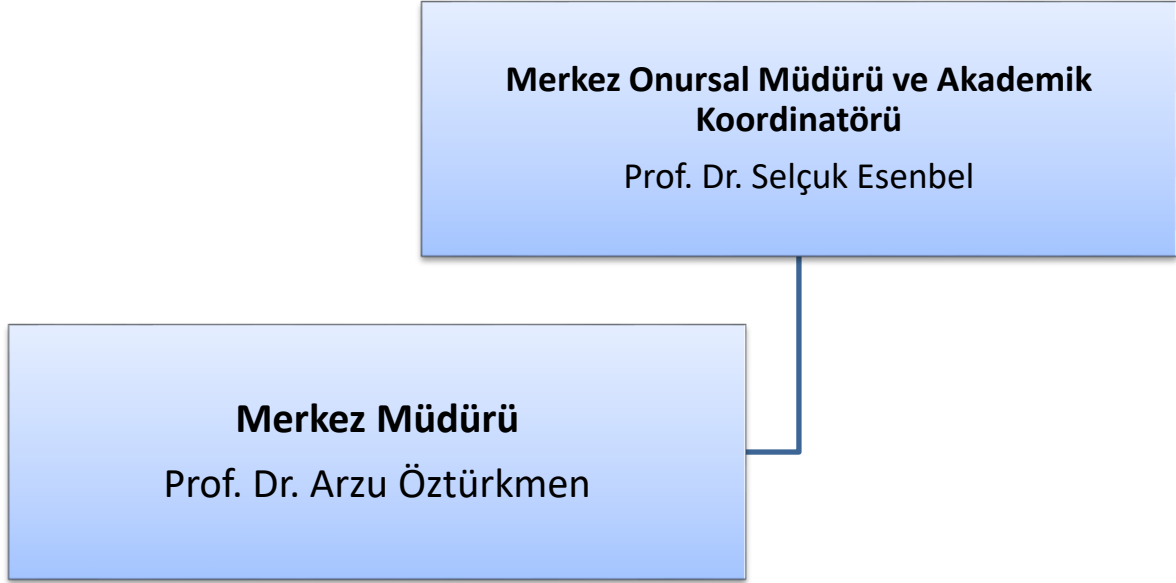 Merkez Onursal Müdürü ve Akademik
Koordinatörü
Prof. Dr. Selçuk Esenbel
Merkez Müdürü
Prof. Dr. Arzu Öztürkmen